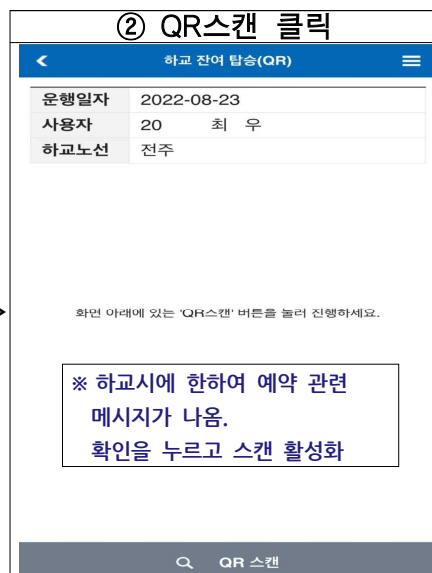 ② QR스캔 클릭
하교 잔여 탑승(QR)
운행일자 2022-08-23
사용자 20 최 우
하교노선 전주
화면 아래에 있는 'QR스캔' 버튼을 눌러 진행하세요.
※ 하교시에 한하여 예약 관련
메시지가 나옴.
확인을 누르고 스캔 활성화
QR 스캔